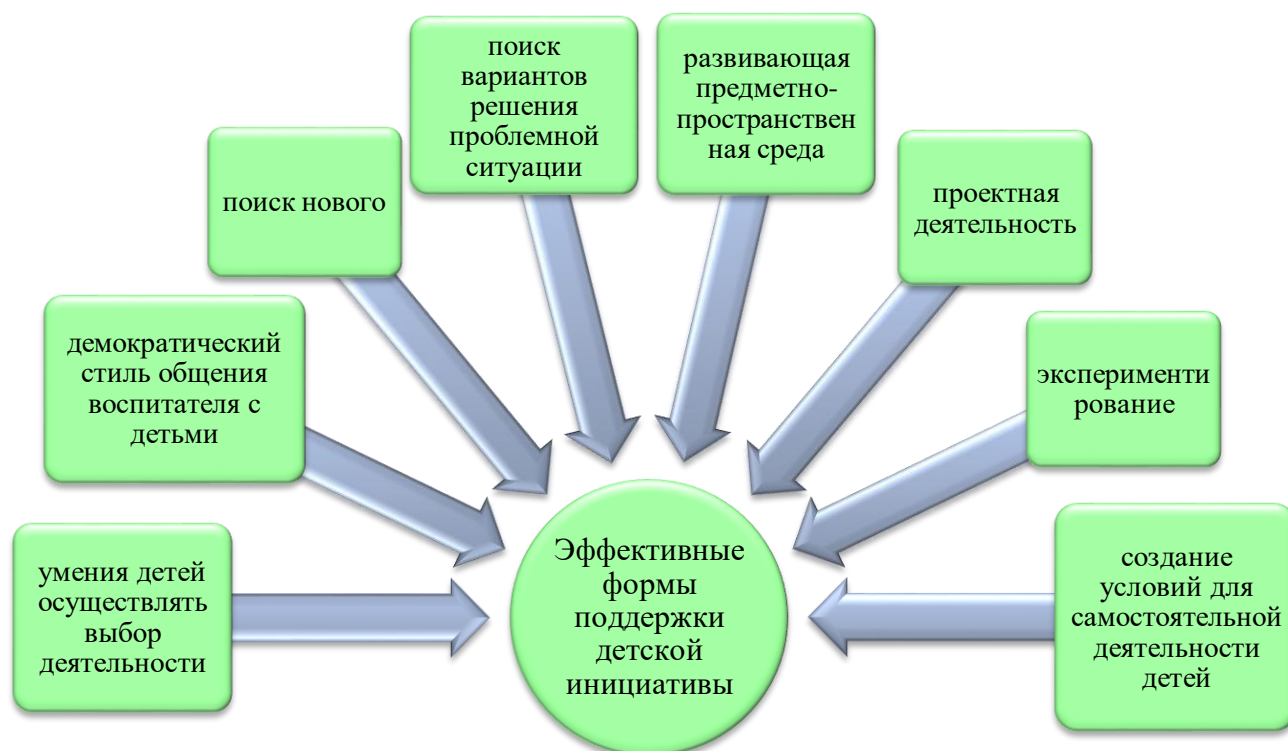 поиск
вариантов
решения
проблемной
ситуации
развивающая
предметно-
пространствен
ная среда
поиск нового
проектная
деятельность
демократический
стиль общения
воспитателя с
детьми
эксперименти
рование
умения детей
осуществлять
выбор
деятельности
Эффективные
формы
поддержки
детской
инициативы
создание
условий для
самостоятельной
деятельности
детей